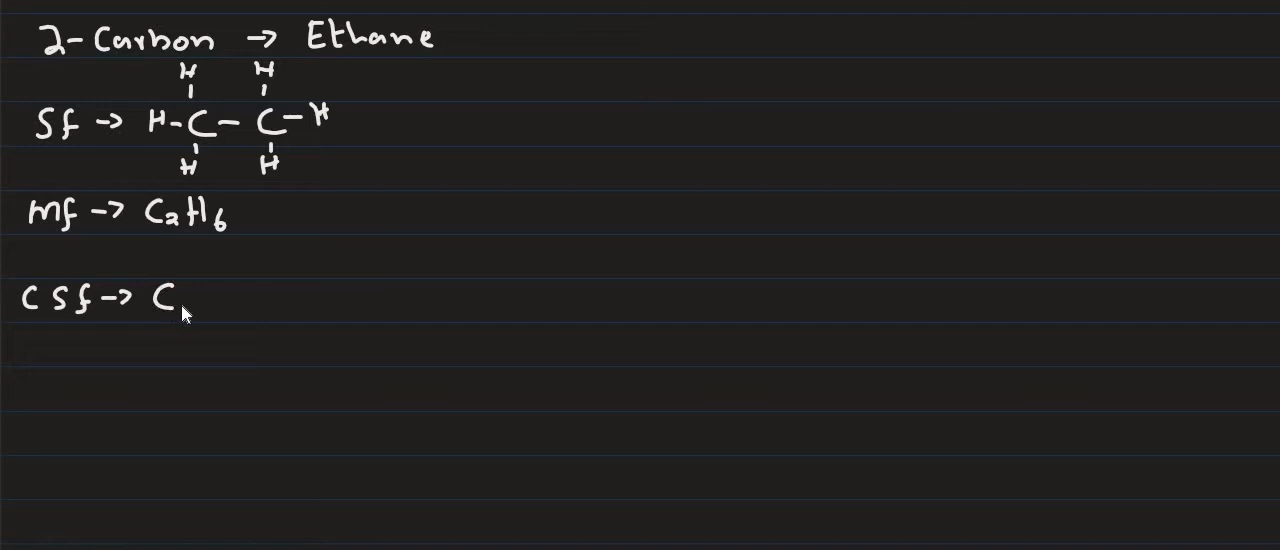 2-Carbon → Ethane
H H
Sf → H-C-C-H
H H
mf → C₂H₆
CSf → C